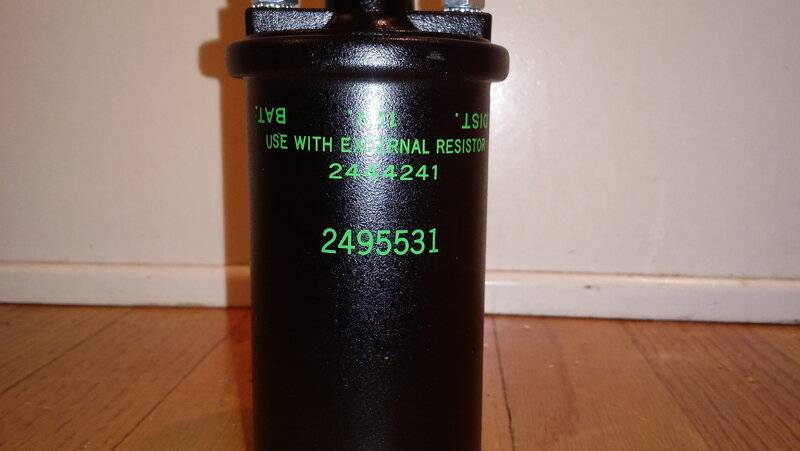 BAT. 12V. DIST.
USE WITH EXTERNAL RESISTOR
2444241
2495531